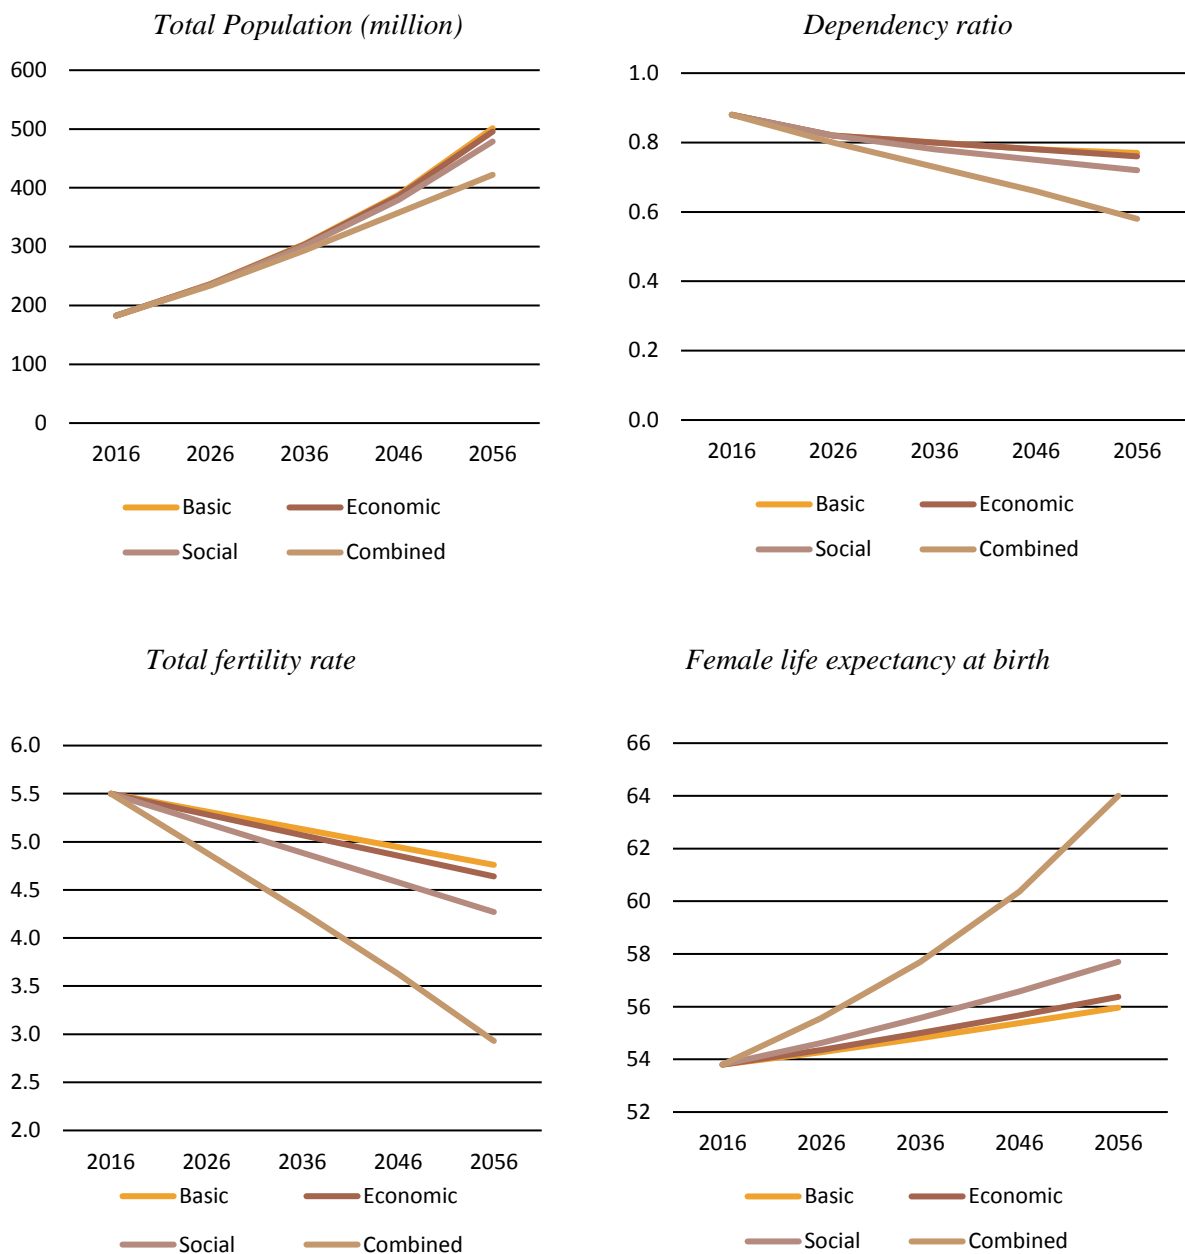 Total Population (million)
600
500
400
300
200
100
0
2016 2026 2036 2046 2056
Basic Economic
Social Combined
Dependency ratio
1.0
0.8
0.6
0.4
0.2
0.0
2016 2026 2036 2046 2056
Basic Economic
Social Combined
Total fertility rate
6.0
5.5
5.0
4.5
4.0
3.5
3.0
2.5
2.0
2016 2026 2036 2046 2056
Basic Economic
Social Combined
Female life expectancy at birth
66
64
62
60
58
56
54
52
2016 2026 2036 2046 2056
Basic Economic
Social Combined